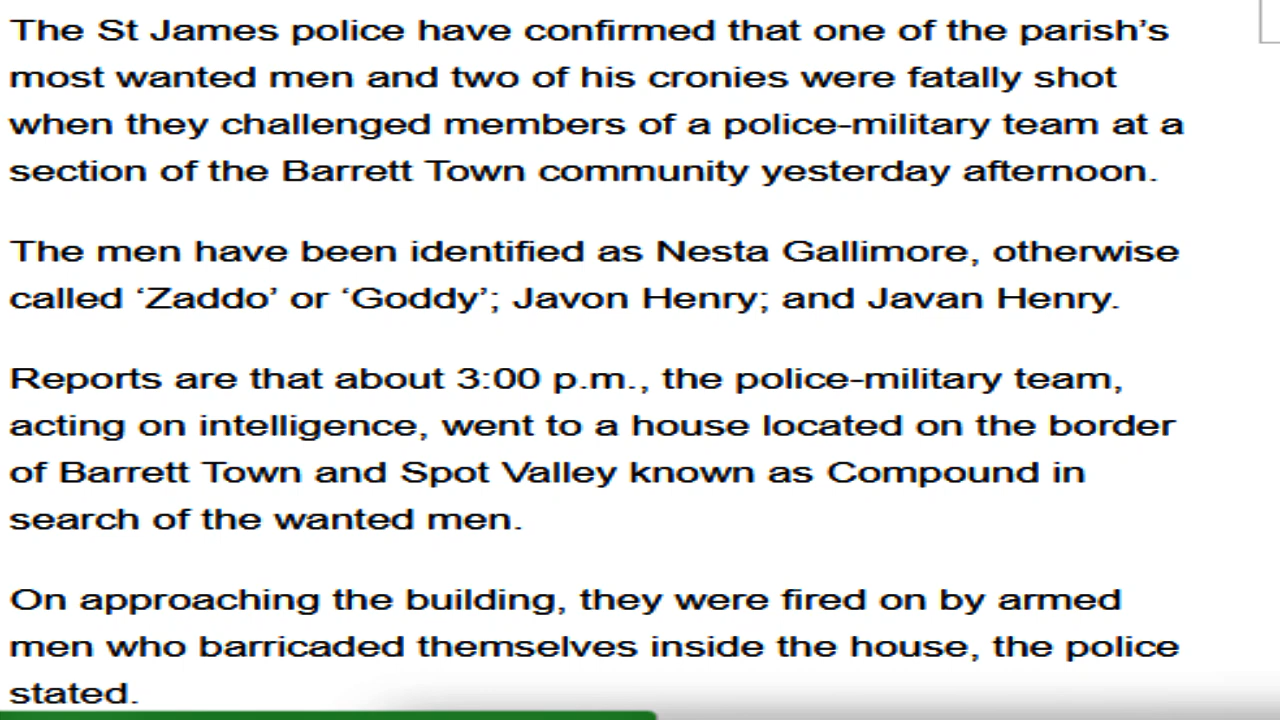 The St James police have confirmed that one of the parish’s
most wanted men and two of his cronies were fatally shot
when they challenged members of a police-military team at a
section of the Barrett Town community yesterday afternoon.
The men have been identified as Nesta Gallimore, otherwise
called ‘Zaddo’ or ‘Goddy’; Javon Henry; and Javan Henry.
Reports are that about 3:00 p.m., the police-military team,
acting on intelligence, went to a house located on the border
of Barrett Town and Spot Valley known as Compound in
search of the wanted men.
On approaching the building, they were fired on by armed
men who barricaded themselves inside the house, the police
stated.